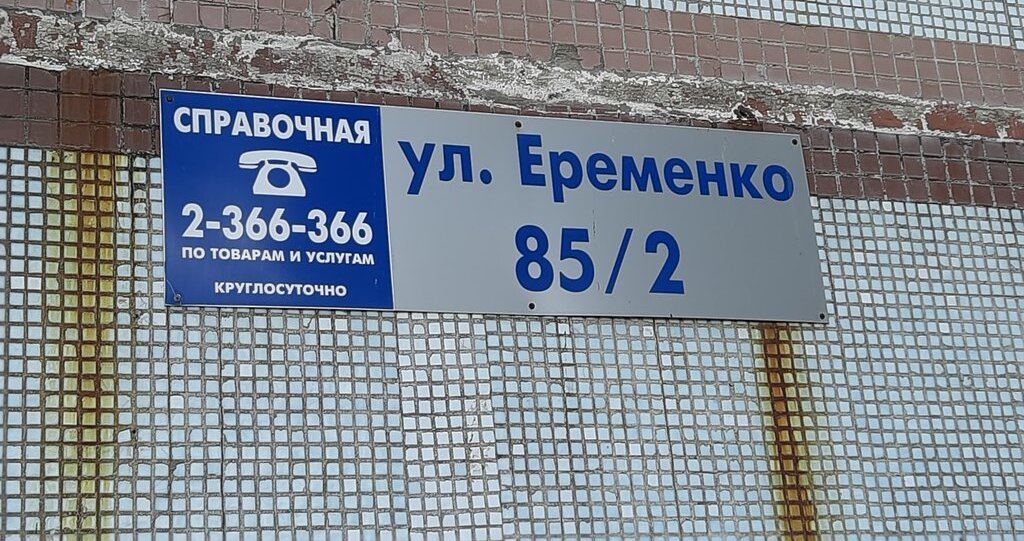 СПРАВОЧНАЯ
2-366-366
ПО ТОВАРАМ И УСЛУГАМ
КРУГЛОСУТОЧНО
ул. Еременко
85/2